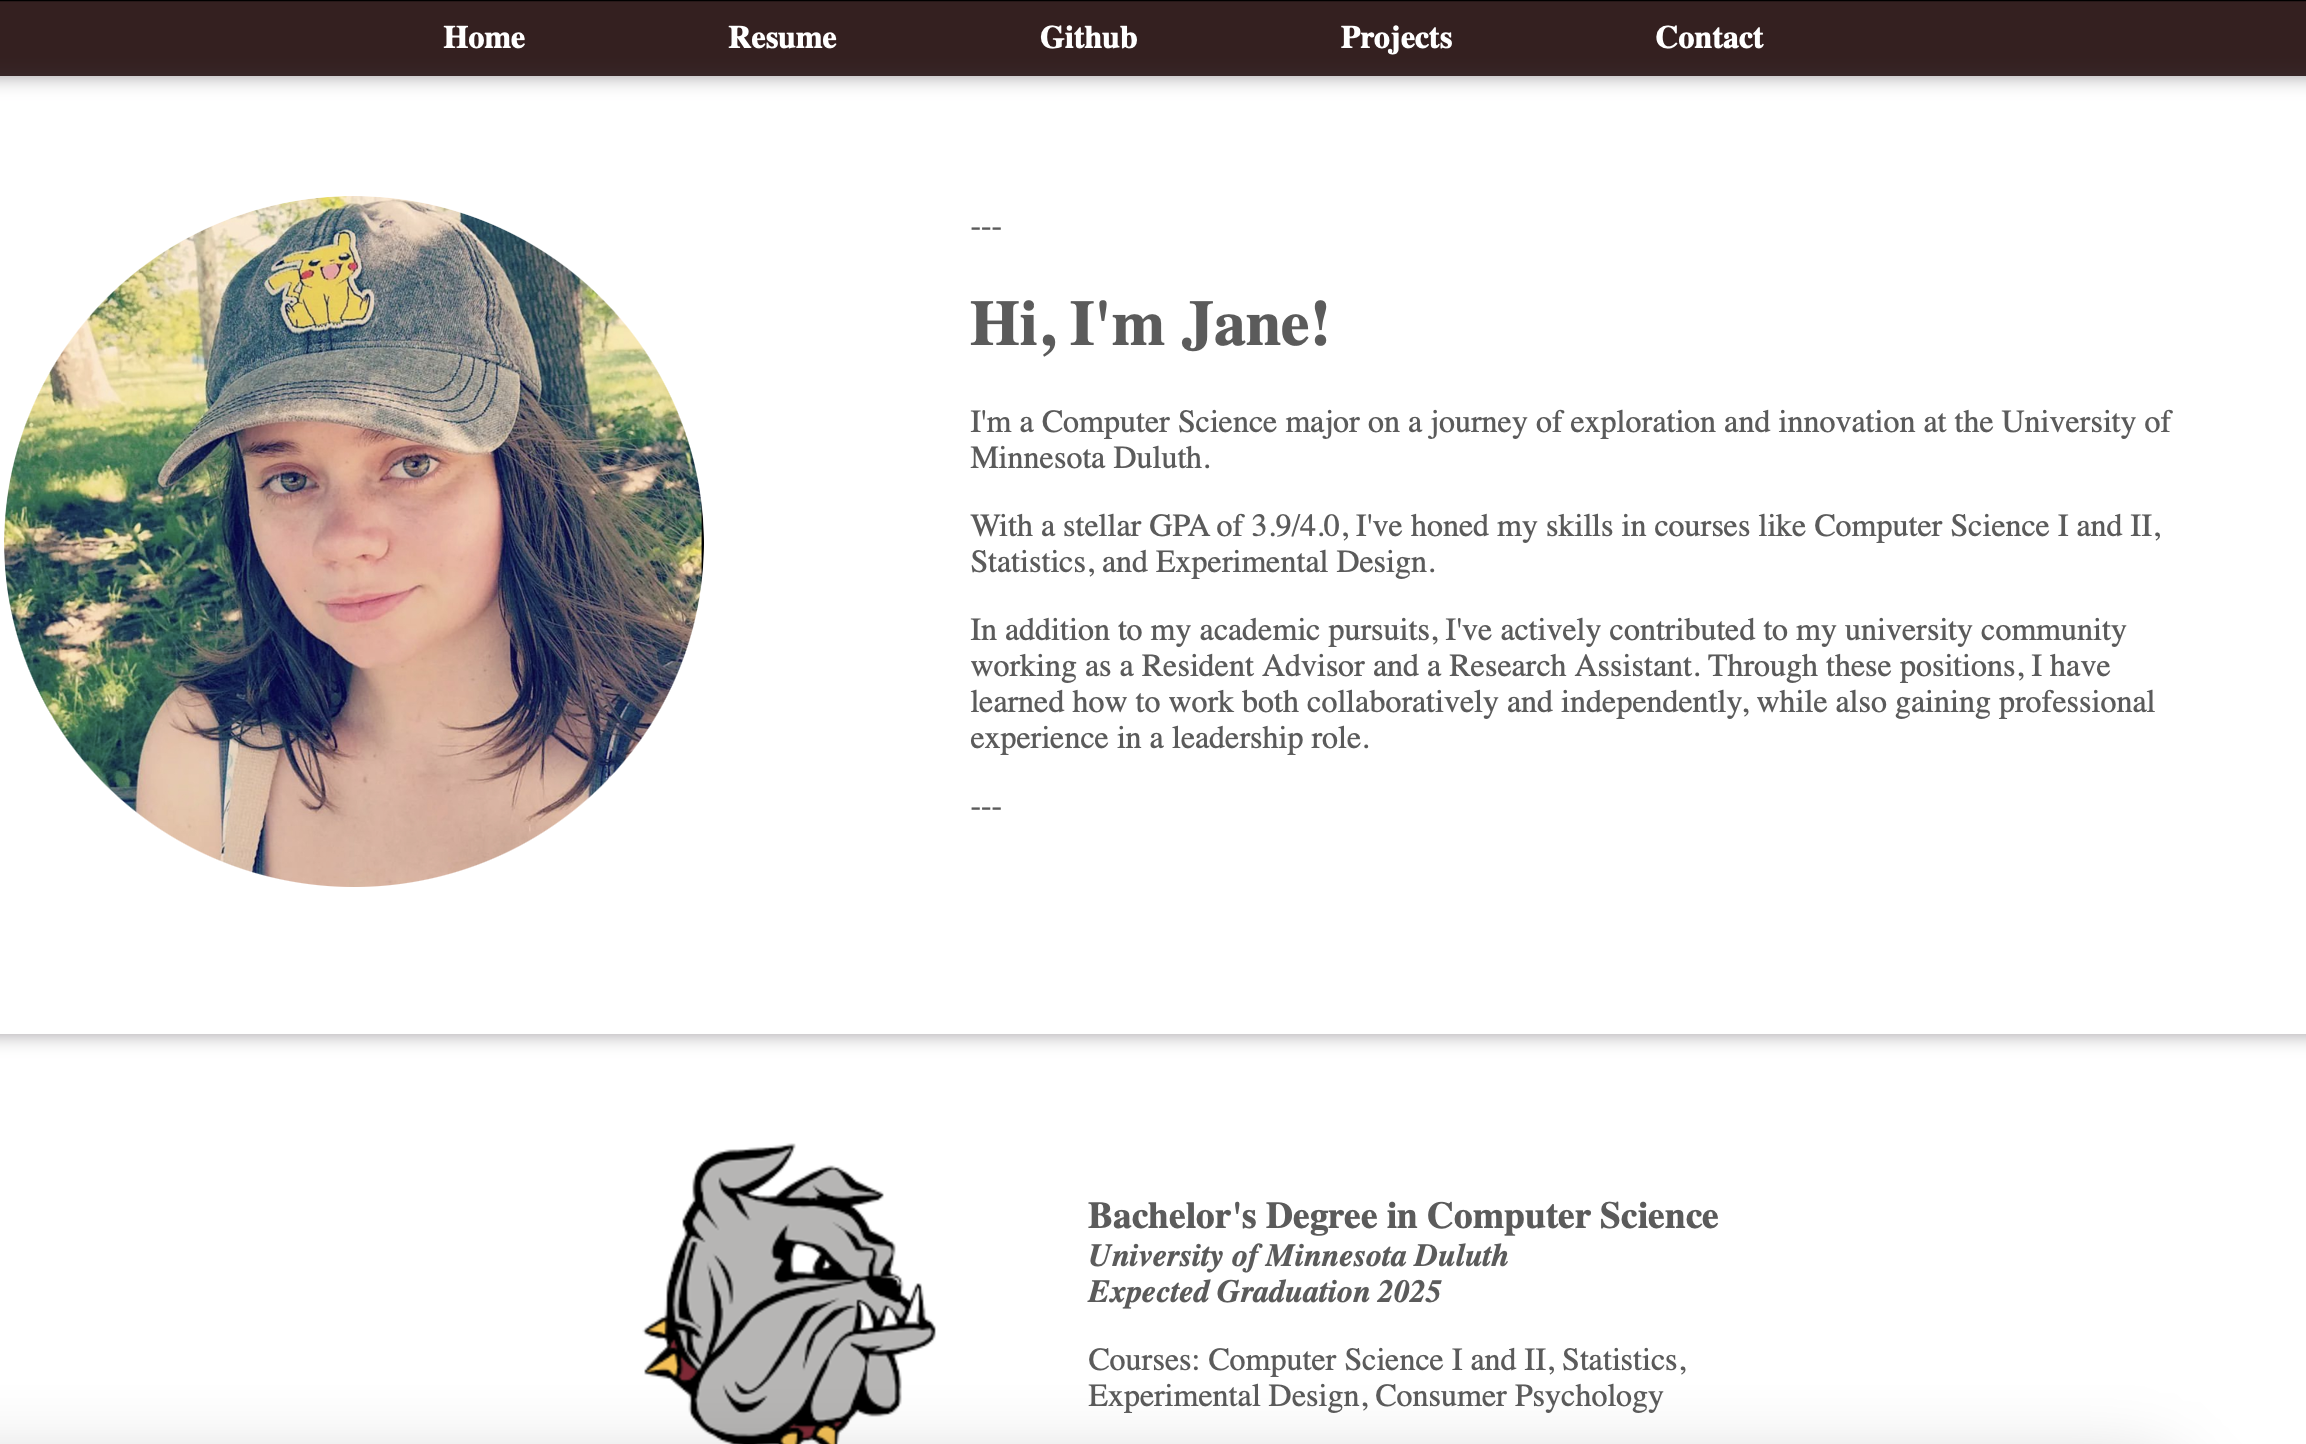 Home Resume Github Projects Contact
---
Hi, I'm Jane!
I'm a Computer Science major on a journey of exploration and innovation at the University of
Minnesota Duluth.
With a stellar GPA of 3.9/4.0, I've honed my skills in courses like Computer Science I and II,
Statistics, and Experimental Design.
In addition to my academic pursuits, I've actively contributed to my university community
working as a Resident Advisor and a Research Assistant. Through these positions, I have
learned how to work both collaboratively and independently, while also gaining professional
experience in a leadership role.
---
Bachelor's Degree in Computer Science
University of Minnesota Duluth
Expected Graduation 2025
Courses: Computer Science I and II, Statistics,
Experimental Design, Consumer Psychology